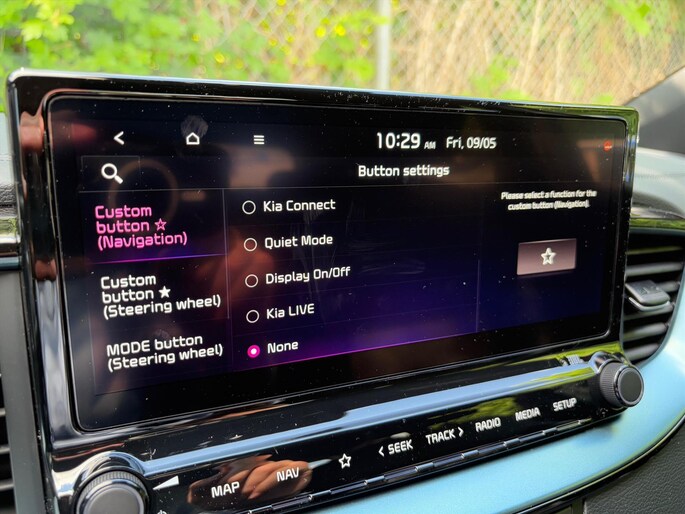 10:29 AM Fri, 09/05
Button settings
Custom
button ☆
(Navigation)
Custom
button ★
(Steering wheel)
MODE button
(Steering wheel)
Kia Connect
Quiet Mode
Display On/Off
Kia LIVE
None
Please select a function for the
custom button (Navigation).
MAP NAV ☆ < SEEK TRACK > RADIO MEDIA SETUP